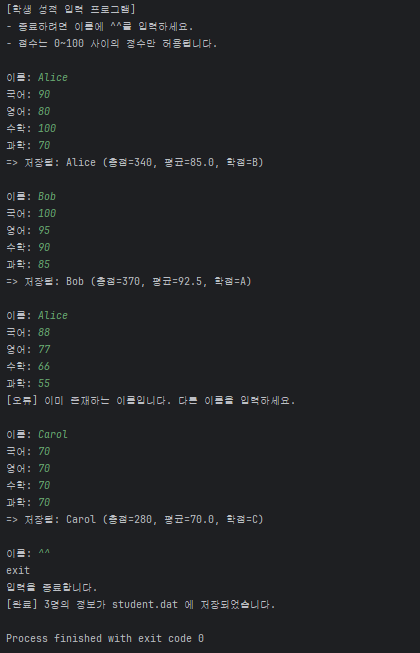 [학생 성적 입력 프로그램]
- 종료하려면 이름에 ^^를 입력하세요.
- 점수는 0~100 사이의 정수만 허용됩니다.
이름: Alice
국어: 90
영어: 80
수학: 100
과학: 70
=> 저장됨: Alice (총점=340, 평균=85.0, 학점=B)
이름: Bob
국어: 100
영어: 95
수학: 90
과학: 85
=> 저장됨: Bob (총점=370, 평균=92.5, 학점=A)
이름: Alice
국어: 88
영어: 77
수학: 66
과학: 55
[오류] 이미 존재하는 이름입니다. 다른 이름을 입력하세요.
이름: Carol
국어: 70
영어: 70
수학: 70
과학: 70
=> 저장됨: Carol (총점=280, 평균=70.0, 학점=C)
이름: ^^
exit
입력을 종료합니다.
[완료] 3명의 정보가 student.dat 에 저장되었습니다.
Process finished with exit code 0